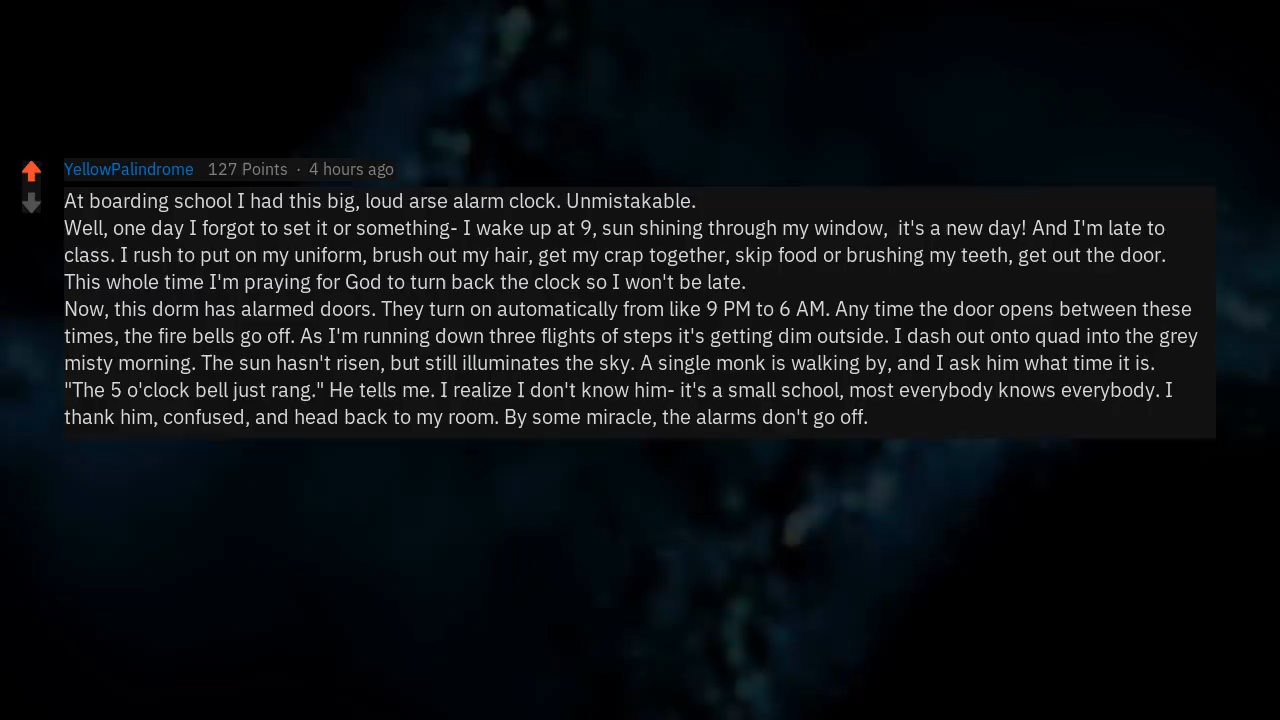 YellowPalindrome 127 Points · 4 hours ago
At boarding school I had this big, loud arse alarm clock. Unmistakable.
Well, one day I forgot to set it or something- I wake up at 9, sun shining through my window,  it's a new day! And I'm late to
class. I rush to put on my uniform, brush out my hair, get my crap together, skip food or brushing my teeth, get out the door.
This whole time I'm praying for God to turn back the clock so I won't be late.
Now, this dorm has alarmed doors. They turn on automatically from like 9 PM to 6 AM. Any time the door opens between these
times, the fire bells go off. As I'm running down three flights of steps it's getting dim outside. I dash out onto quad into the grey
misty morning. The sun hasn't risen, but still illuminates the sky. A single monk is walking by, and I ask him what time it is.
"The 5 o'clock bell just rang." He tells me. I realize I don't know him- it's a small school, most everybody knows everybody. I
thank him, confused, and head back to my room. By some miracle, the alarms don't go off.